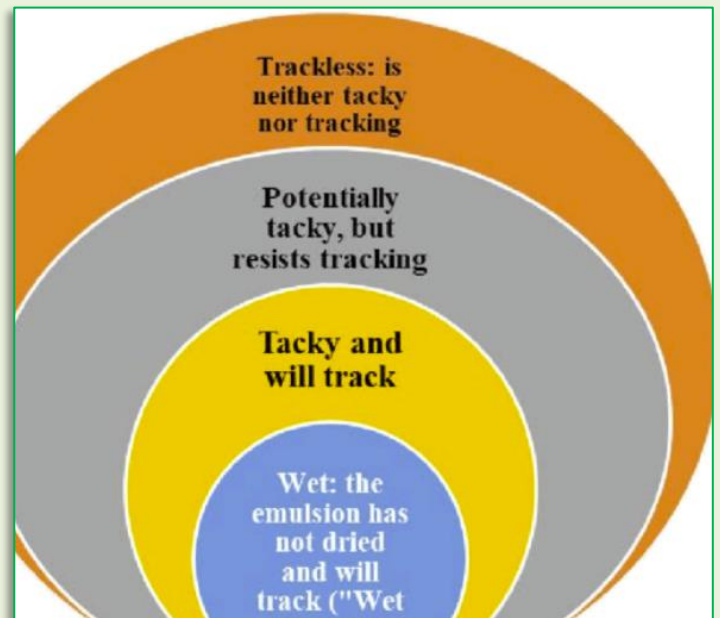 Trackless: is
neither tacky
nor tracking
Potentially
tacky, but
resists tracking
Tacky and
will track
Wet: the
emulsion has
not dried
and will
track ("Wet